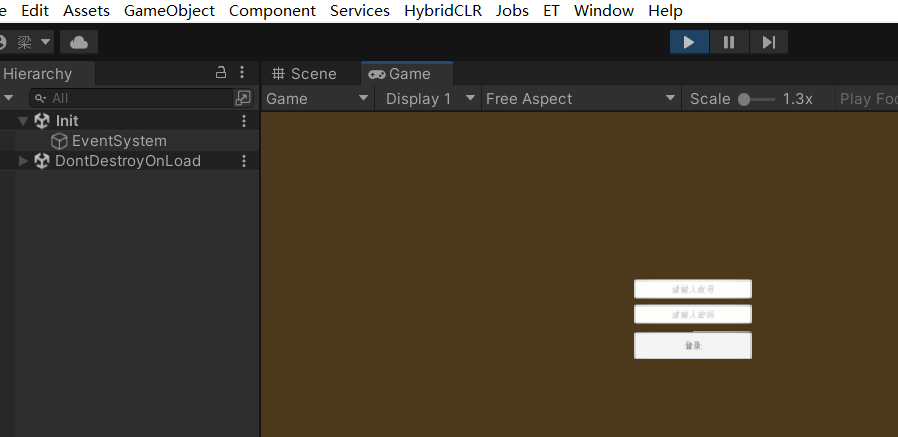 e Edit Assets GameObject Component Services HybridCLR Jobs ET Window Help
梁
Hierarchy
Scene Game
All
Game Display 1 Free Aspect Scale 1.3x Play Foc
Init
EventSystem
DontDestroyOnLoad
请输入账号
请输入密码
登录